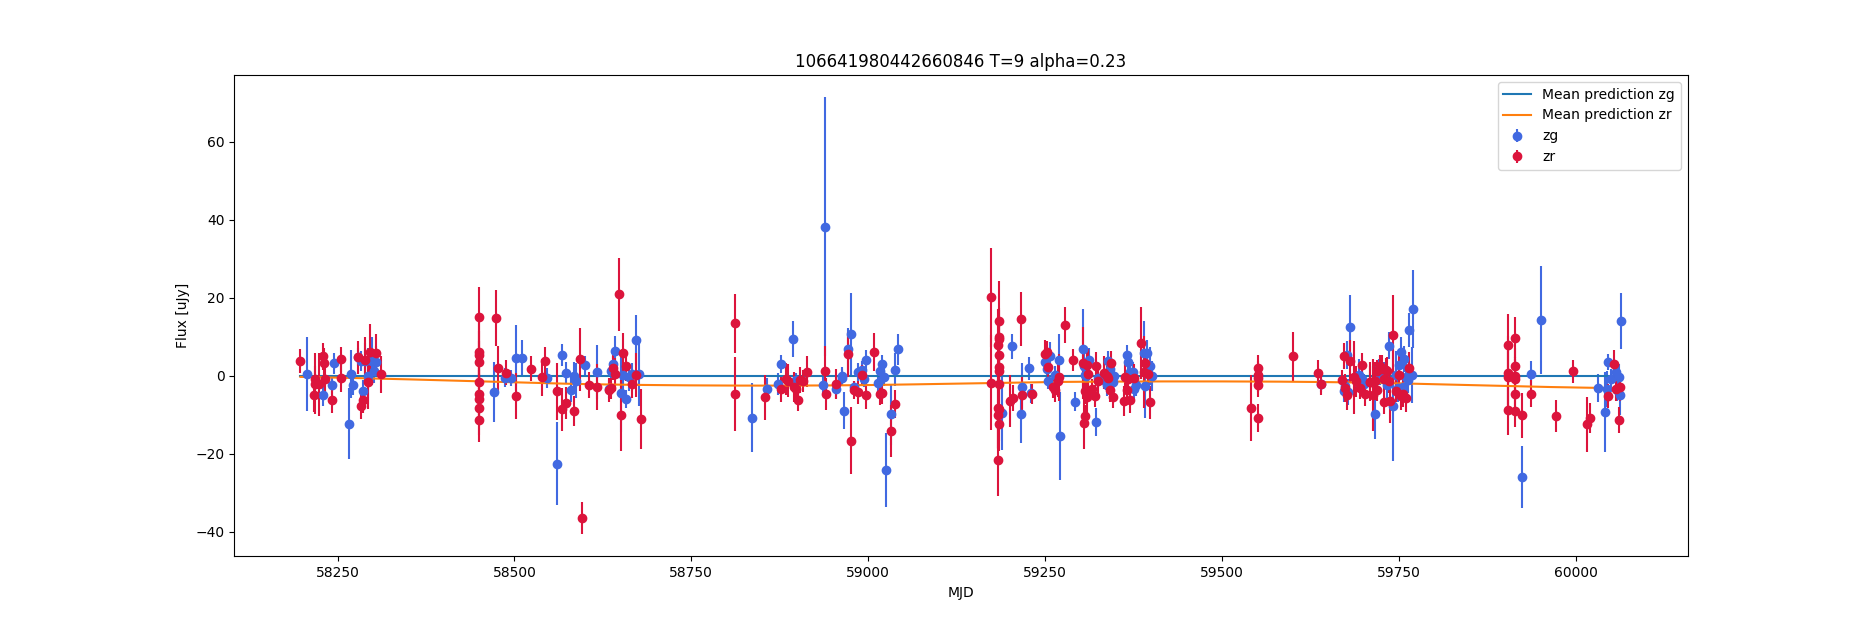 106641980442660846 T=9 alpha=0.23
Mean prediction zg
Mean prediction zr
zg
zr
Flux [uJy]
60
40
20
0
−20
−40
58250 58500 58750 59000 59250 59500 59750 60000
MJD